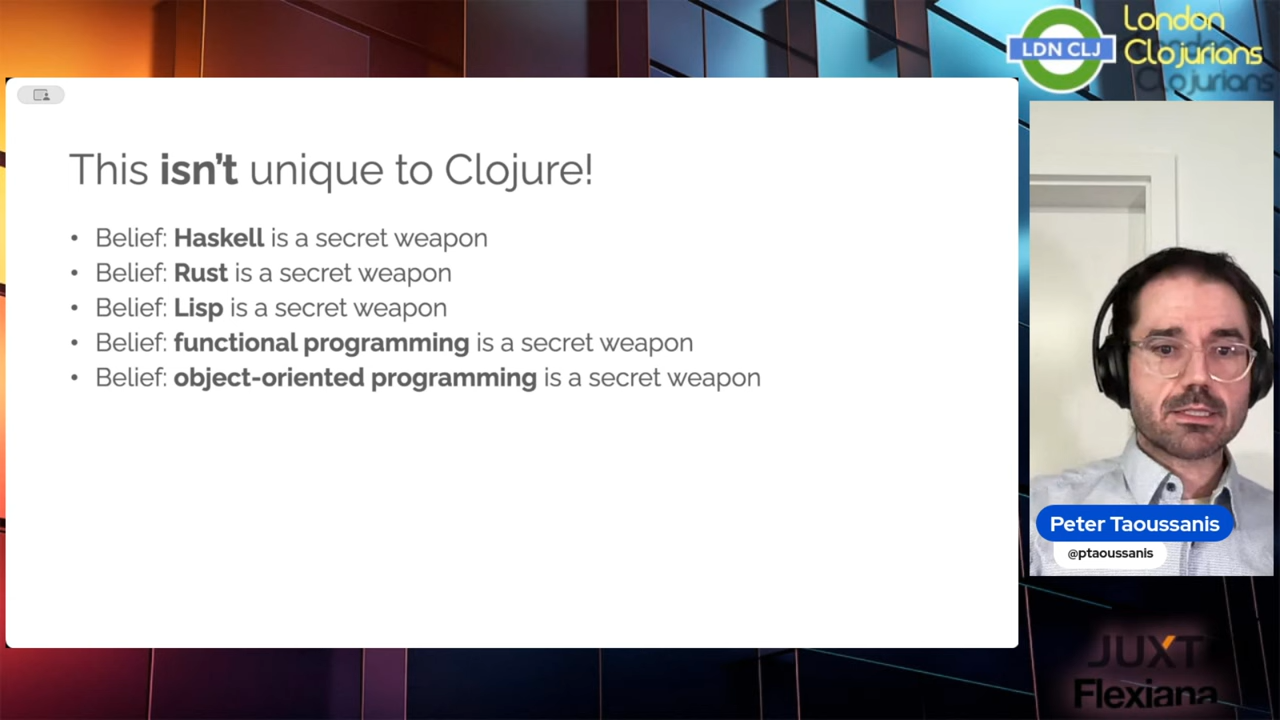 London
Clojurians
LDN CLJ
Clojurians
This isn't unique to Clojure!
• Belief: Haskell is a secret weapon
• Belief: Rust is a secret weapon
• Belief: Lisp is a secret weapon
• Belief: functional programming is a secret weapon
• Belief: object-oriented programming is a secret weapon
Peter Taoussanis
@ptaoussanis
JUXT
Flexiana